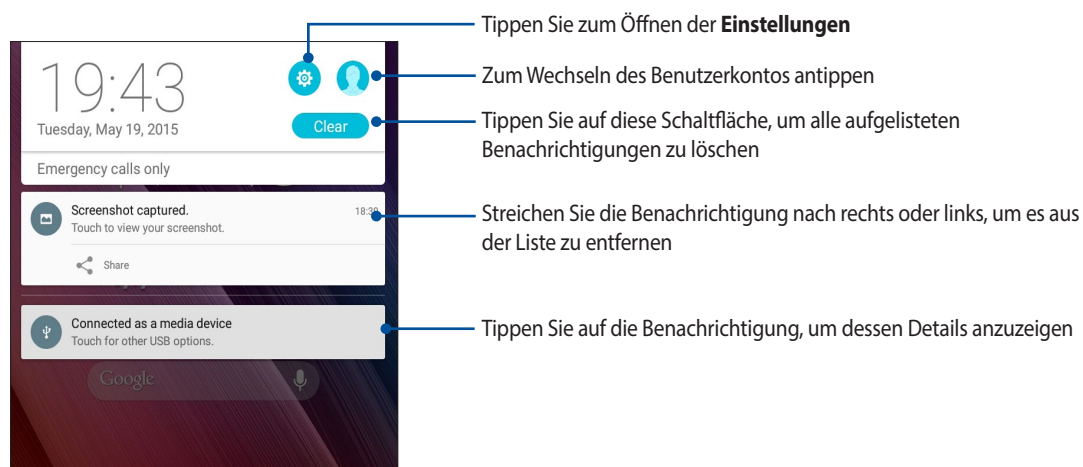 Tippen Sie zum Öffnen der Einstellungen
19:43
Zum Wechseln des Benutzerkontos antippen
Tuesday, May 19, 2015
Clear
Tippen Sie auf diese Schaltfläche, um alle aufgelisteten
Benachrichtigungen zu löschen
Emergency calls only
Screenshot captured.
18:39
Touch to view your screenshot.
Share
Streichen Sie die Benachrichtigung nach rechts oder links, um es aus
der Liste zu entfernen
Connected as a media device
Touch for other USB options.
Tippen Sie auf die Benachrichtigung, um dessen Details anzuzeigen
Google